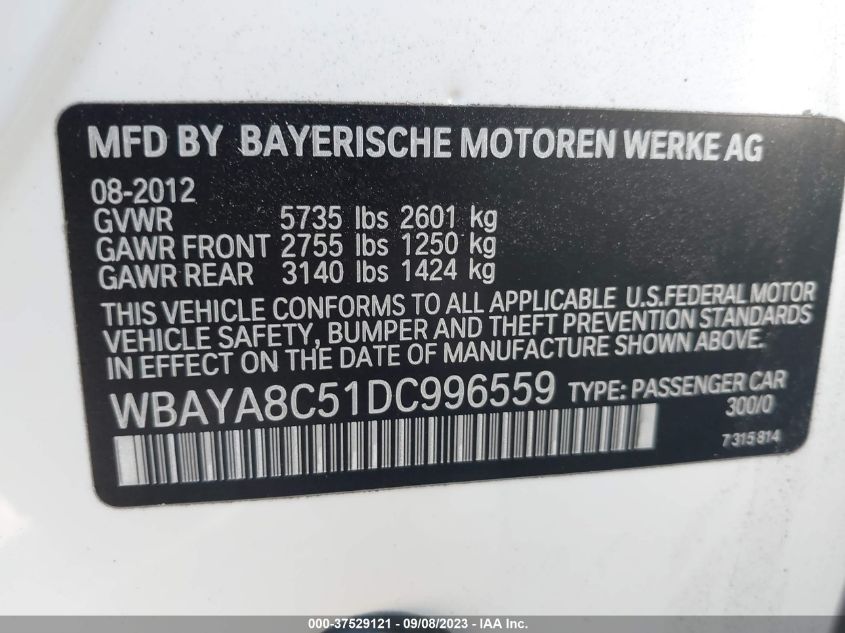 MFD BY BAYERISCHE MOTOREN WERKE AG
08-2012
GVWR 5735 lbs 2601 kg
GAWR FRONT 2755 lbs 1250 kg
GAWR REAR 3140 lbs 1424 kg
THIS VEHICLE CONFORMS TO ALL APPLICABLE U.S.FEDERAL MOTOR
VEHICLE SAFETY, BUMPER AND THEFT PREVENTION STANDARDS
IN EFFECT ON THE DATE OF MANUFACTURE SHOWN ABOVE.
WBAYA8C51DC996559 TYPE: PASSENGER CAR
300/0
7315814
000-37529121 - 09/08/2023 - © IAA Inc.